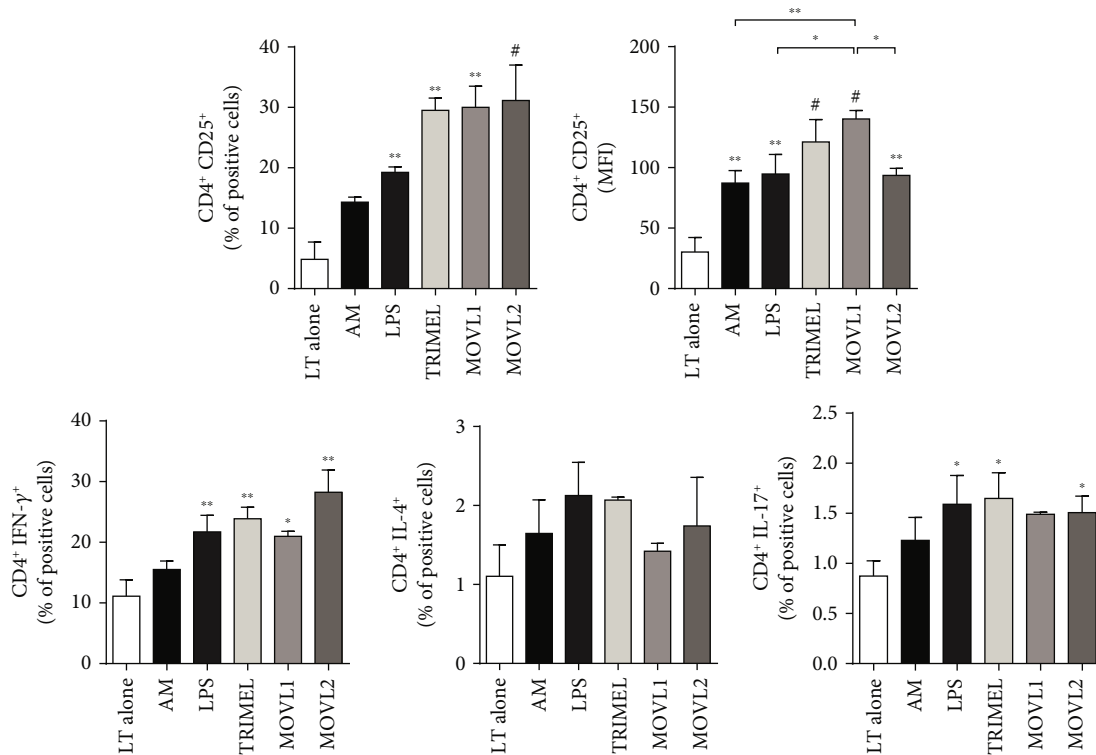 CD4⁺ CD25⁺
(% of positive cells)
40
30
20
10
0
**
**
**
#
LT alone
AM
LPS
TRIMEL
MOVL1
MOVL2
CD4⁺ CD25⁺
(MFI)
200
150
100
50
0
**
*
*
**
**
#
#
**
LT alone
AM
LPS
TRIMEL
MOVL1
MOVL2
CD4⁺ IFN-γ⁺
(% of positive cells)
40
30
20
10
0
**
**
*
**
LT alone
AM
LPS
TRIMEL
MOVL1
MOVL2
CD4⁺ IL-4⁺
(% of positive cells)
3
2
1
0
LT alone
AM
LPS
TRIMEL
MOVL1
MOVL2
CD4⁺ IL-17⁺
(% of positive cells)
2.5
2.0
1.5
1.0
0.5
0.0
*
*
*
LT alone
AM
LPS
TRIMEL
MOVL1
MOVL2